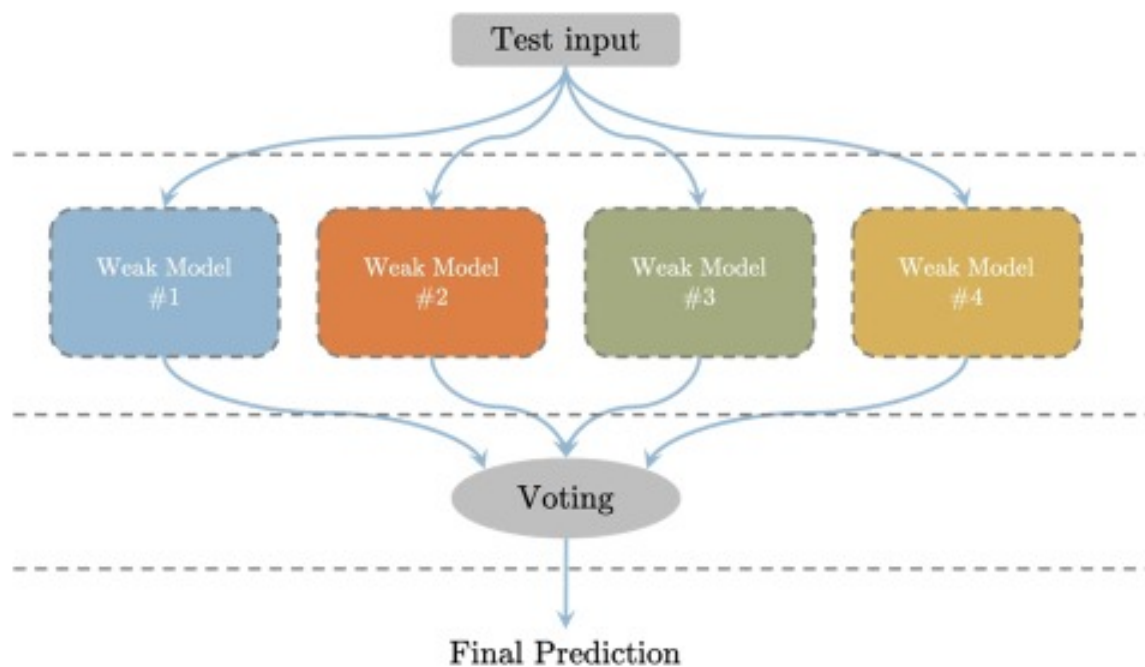 Test input
Weak Model
#1
Weak Model
#2
Weak Model
#3
Weak Model
#4
Voting
Final Prediction